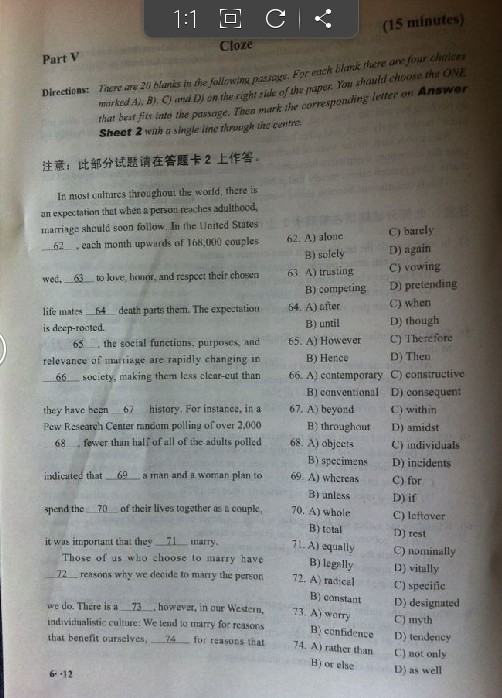 1:1
(15 minutes)
Part V
Cloze
Directions: There are 20 blanks in the following passage. For each blank there are four choices
marked A), B), C) and D) on the right side of the paper. You should choose the ONE
that best fits into the passage. Then mark the corresponding letter on Answer
Sheet 2 with a single line through the centre.
注意：此部分试题请在答题卡 2 上作答。
In most cultures throughout the world, there is
an expectation that when a person reaches adulthood,
marriage should soon follow. In the United States
62 , each month upwards of 168,000 couples
wed, 63 to love, honor, and respect their chosen
life mates 64 death parts them. The expectation
is deep-rooted.
65 , the social functions, purposes, and
relevance of marriage are rapidly changing in
66 society, making them less clear-cut than
they have been 67 history. For instance, in a
Pew Research Center random polling of over 2,000
68 , fewer than half of all of the adults polled
indicated that 69 a man and a woman plan to
spend the 70 of their lives together as a couple,
it was important that they 71 marry.
Those of us who choose to marry have
72 reasons why we decide to marry the person
we do. There is a 73 , however, in our Western,
individualistic culture: We tend to marry for reasons
that benefit ourselves, 74 for reasons that
62. A) alone C) barely
B) solely D) again
63 A) trusting C) vowing
B) competing D) pretending
64. A) after C) when
B) until D) though
65. A) However C) Therefore
B) Hence D) Then
66. A) contemporary C) constructive
B) conventional D) consequent
67. A) beyond C) within
B) throughout D) amidst
68. A) objects C) individuals
B) specimens D) incidents
69. A) whereas C) for
B) unless D) if
70. A) whole C) leftover
B) total D) rest
71. A) equally C) nominally
B) legally D) vitally
72. A) radical C) specific
B) constant D) designated
73. A) worry C) myth
B) confidence D) tendency
74. A) rather than C) not only
B) or else D) as well
6- -12